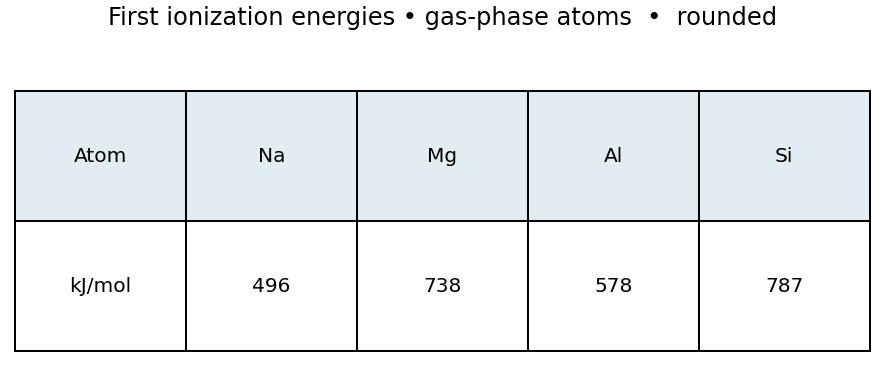 First ionization energies • gas-phase atoms • rounded
Atom Na Mg Al Si
kJ/mol 496 738 578 787